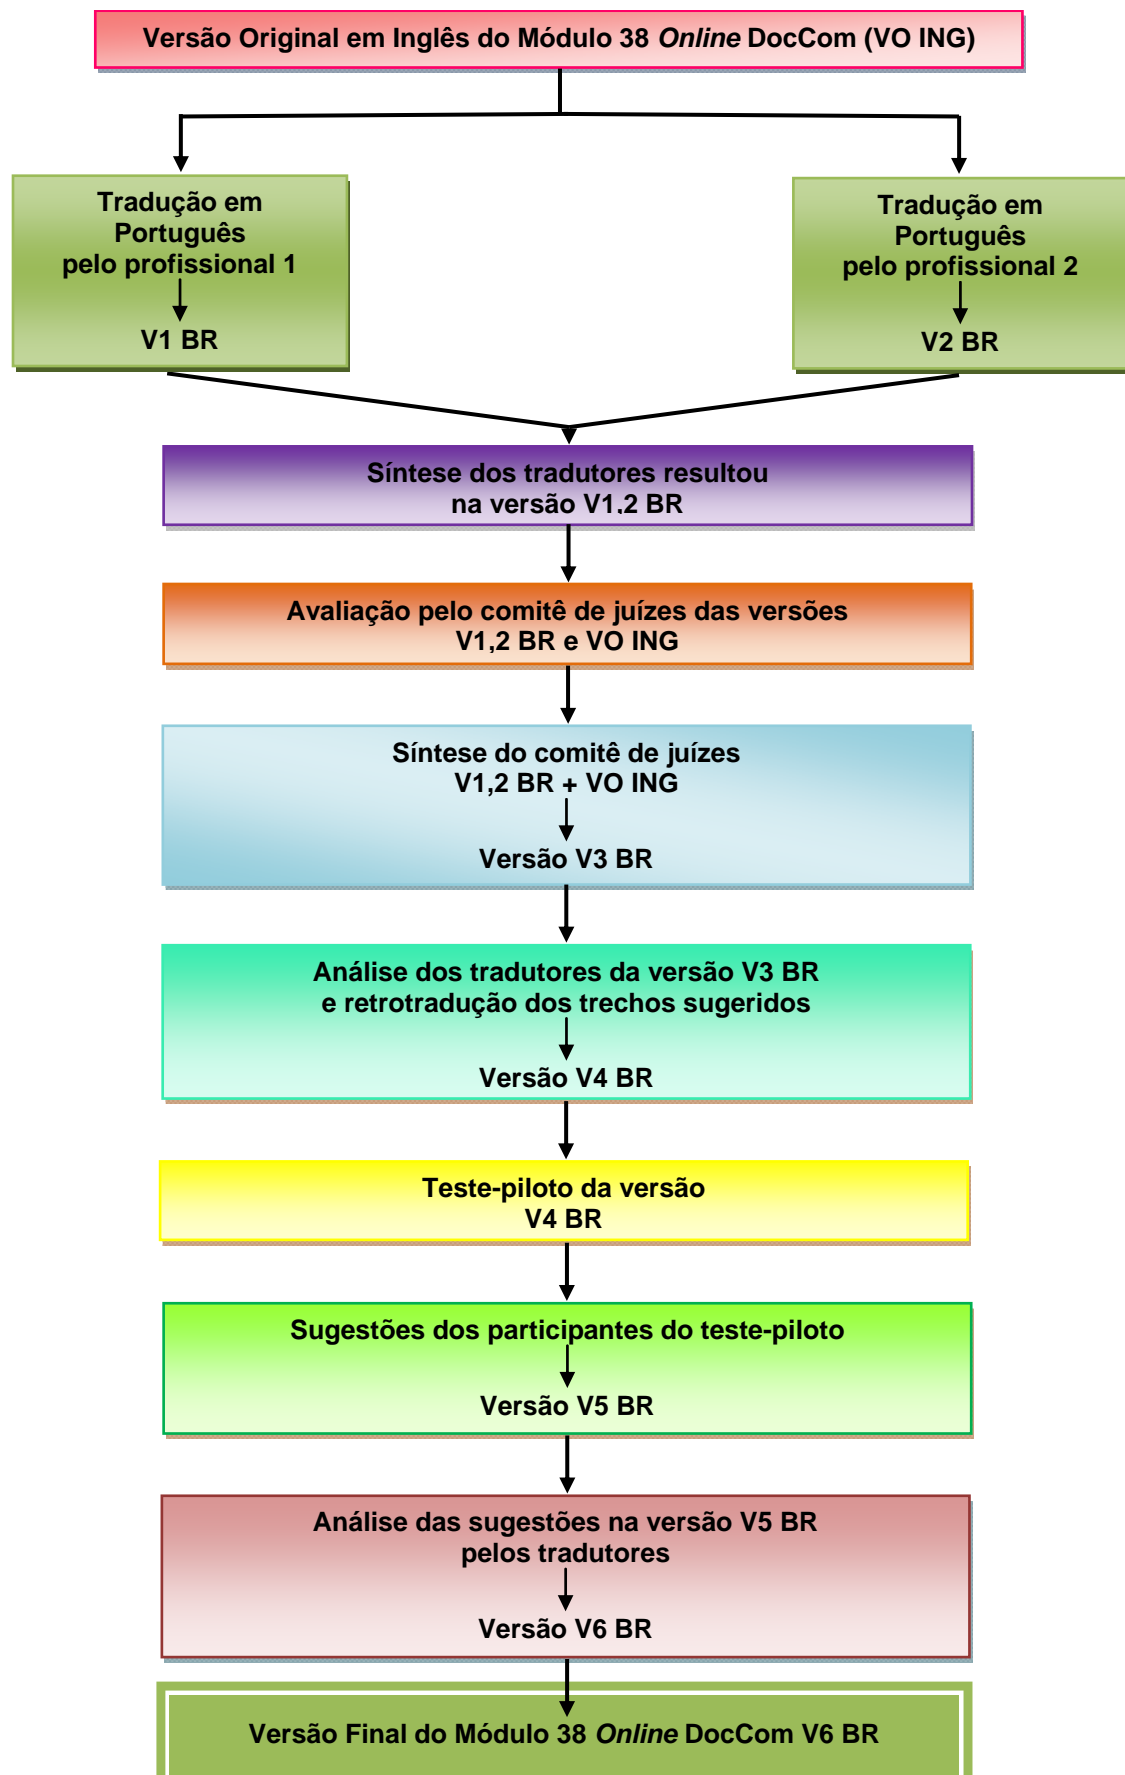 Versão Original em Inglês do Módulo 38 Online DocCom (VO ING)
Tradução em
Português
pelo profissional 1
V1 BR
Tradução em
Português
pelo profissional 2
V2 BR
Síntese dos tradutores resultou
na versão V1,2 BR
Avaliação pelo comitê de juízes das versões
V1,2 BR e VO ING
Síntese do comitê de juízes
V1,2 BR + VO ING
Versão V3 BR
Análise dos tradutores da versão V3 BR
e retrotradução dos trechos sugeridos
Versão V4 BR
Teste-piloto da versão
V4 BR
Sugestões dos participantes do teste-piloto
Versão V5 BR
Análise das sugestões na versão V5 BR
pelos tradutores
Versão V6 BR
Versão Final do Módulo 38 Online DocCom V6 BR